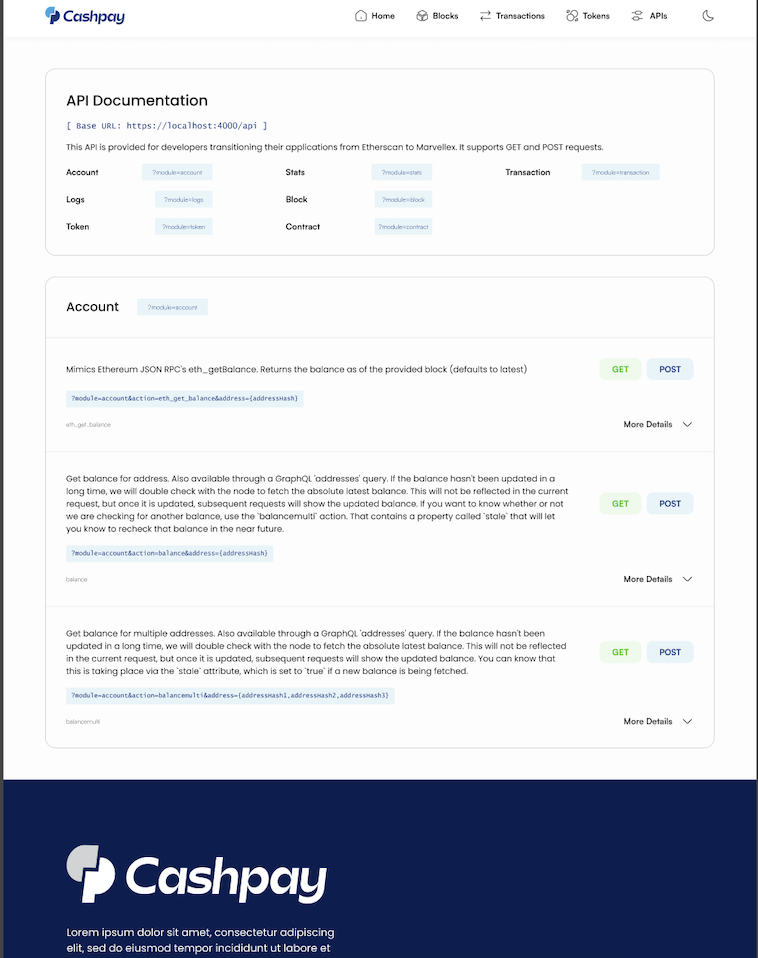 Cashpay
Home Blocks Transactions Tokens APIs
API Documentation
[ Base URL: https://localhost:4000/api ]
This API is provided for developers transitioning their applications from Etherscan to Marvellex. It supports GET and POST requests.
Account ?module=account Stats ?module=stats Transaction ?module=transaction
Logs ?module=logs Block ?module=block
Token ?module=token Contract ?module=contract
Account ?module=account
Mimics Ethereum JSON RPC's eth_getBalance. Returns the balance as of the provided block (defaults to latest) GET POST
?module=account&action=eth_get_balance&address={addressHash}
eth_get_balance More Details
Get balance for address. Also available through a GraphQL 'addresses' query. If the balance hasn't been updated in a
long time, we will double check with the node to fetch the absolute latest balance. This will not be reflected in the current
request, but once it is updated, subsequent requests will show the updated balance. If you want to know whether or not
we are checking for another balance, use the `balancemulti` action. That contains a property called `stale` that will let
you know to recheck that balance in the near future.
GET POST
?module=account&action=balance&address={addressHash}
balance More Details
Get balance for multiple addresses. Also available through a GraphQL 'addresses' query. If the balance hasn't been
updated in a long time, we will double check with the node to fetch the absolute latest balance. This will not be reflected
in the current request, but once it is updated, subsequent requests will show the updated balance. You can know that
this is taking place via the `stale` attribute, which is set to `true` if a new balance is being fetched.
GET POST
?module=account&action=balancemulti&address={addressHash1,addressHash2,addressHash3}
balancemulti More Details
Cashpay
Lorem ipsum dolor sit amet, consectetur adipiscing
elit, sed do eiusmod tempor incididunt ut labore et